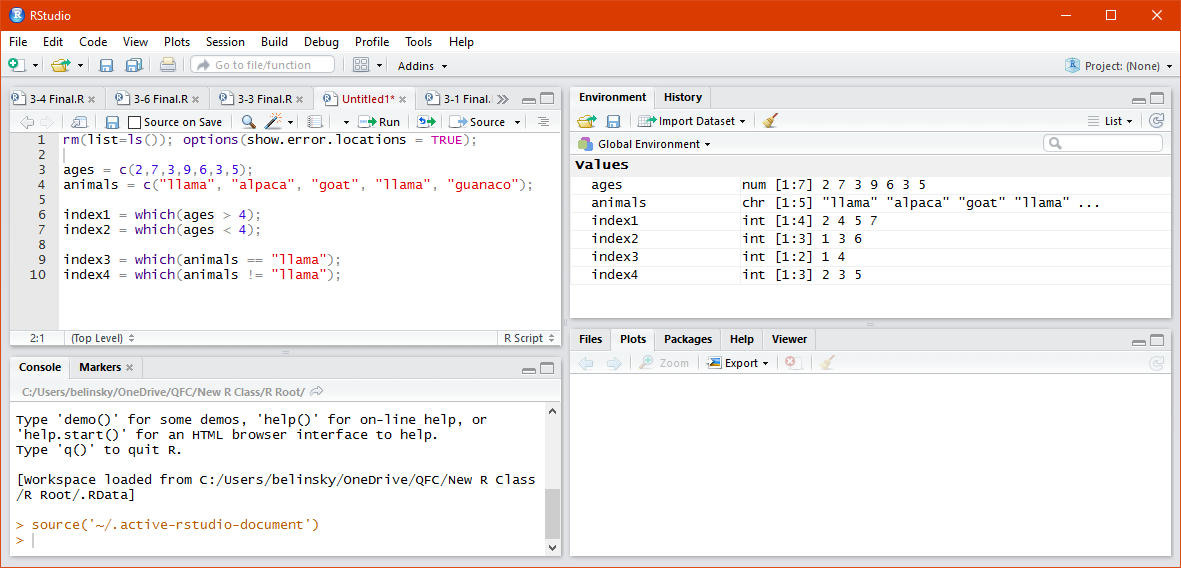 RStudio
File Edit Code View Plots Session Build Debug Profile Tools Help
Go to file/function Addins Project: (None)
3-4 Final.R 3-6 Final.R 3-3 Final.R Untitled1* 3-1 Final.
Source on Save Run Source
1 rm(list=ls()); options(show.error.locations = TRUE);
2
3 ages = c(2,7,3,9,6,3,5);
4 animals = c("llama", "alpaca", "goat", "llama", "guanaco");
5
6 index1 = which(ages > 4);
7 index2 = which(ages < 4);
8
9 index3 = which(animals == "llama");
10 index4 = which(animals != "llama");
2:1 (Top Level) R Script
Console Markers
C:/Users/belinsky/OneDrive/QFC/New R Class/R Root/
Type 'demo()' for some demos, 'help()' for on-line help, or
'help.start()' for an HTML browser interface to help.
Type 'q()' to quit R.
[Workspace loaded from C:/Users/belinsky/OneDrive/QFC/New R Class
/R Root/.RData]
> source('~/.active-rstudio-document')
>
Environment History
Import Dataset List
Global Environment
Values
ages num [1:7] 2 7 3 9 6 3 5
animals chr [1:5] "llama" "alpaca" "goat" "llama" ...
index1 int [1:4] 2 4 5 7
index2 int [1:3] 1 3 6
index3 int [1:2] 1 4
index4 int [1:3] 2 3 5
Files Plots Packages Help Viewer
Zoom Export